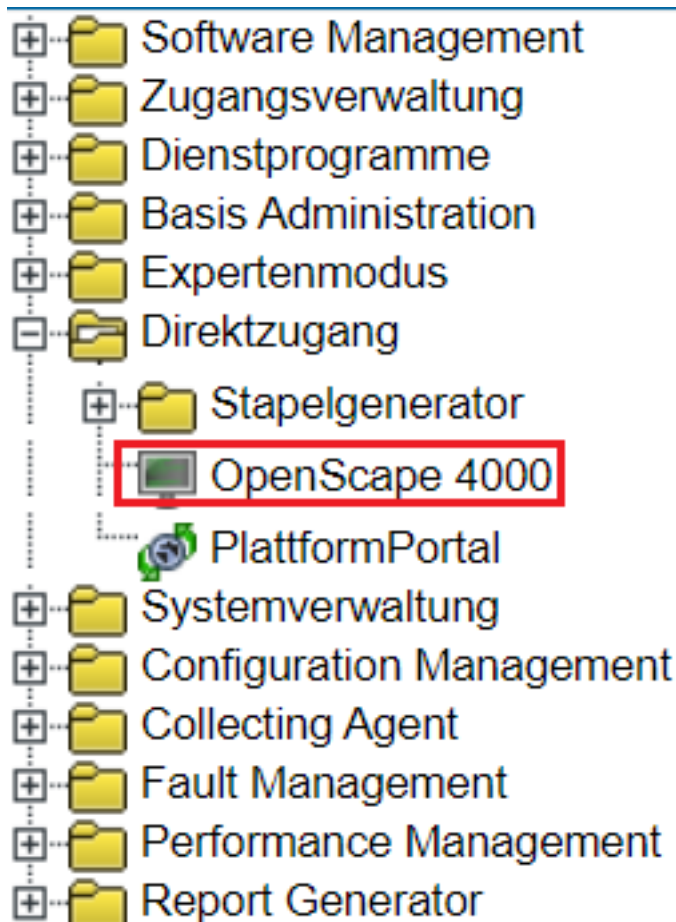 Software Management
Zugangsverwaltung
Dienstprogramme
Basis Administration
Expertenmodus
Direktzugang
Stapelgenerator
OpenScape 4000
PlattformPortal
Systemverwaltung
Configuration Management
Collecting Agent
Fault Management
Performance Management
Report Generator